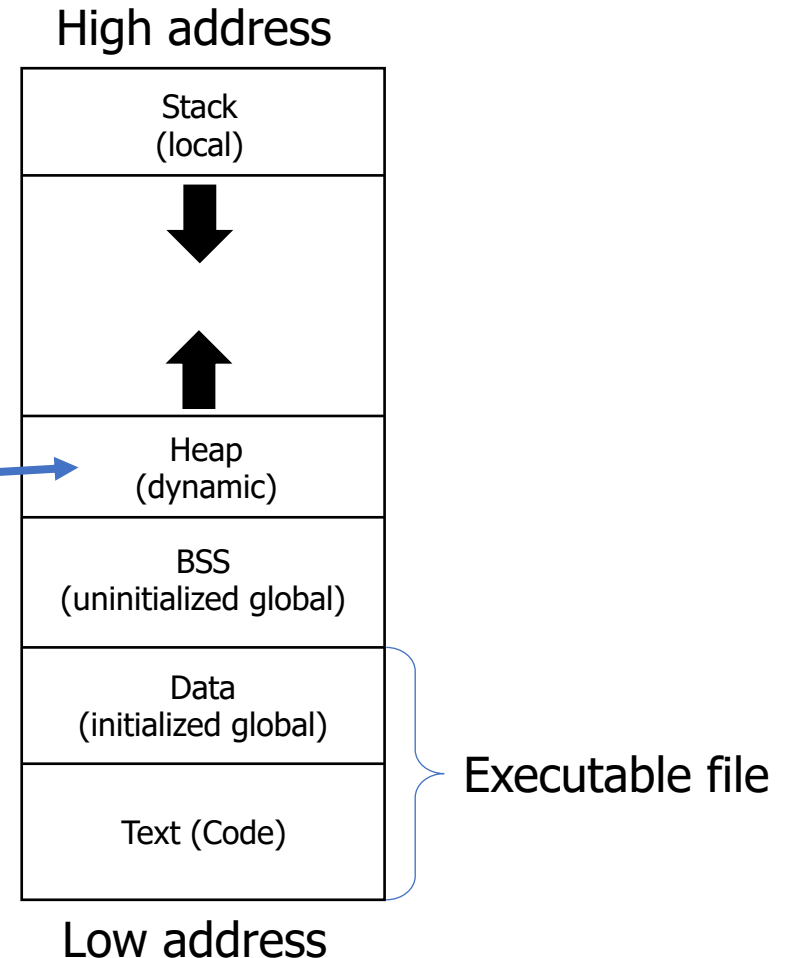 High address
Stack
(local)
Heap
(dynamic)
BSS
(uninitialized global)
Data
(initialized global)
Executable file
Text (Code)
Low address